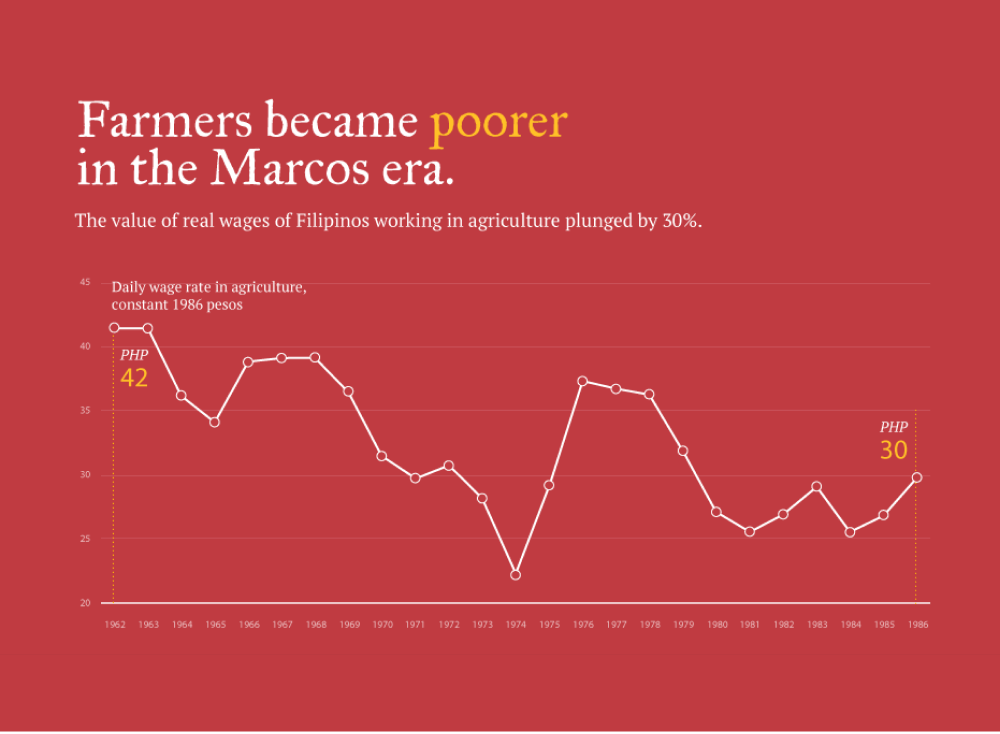 Farmers became poorer
in the Marcos era.
The value of real wages of Filipinos working in agriculture plunged by 30%.
45
Daily wage rate in agriculture,
constant 1986 pesos
40
PHP
42
35
PHP
30
30
25
20
1962 1963 1964 1965 1966 1967 1968 1969 1970 1971 1972 1973 1974 1975 1976 1977 1978 1979 1980 1981 1982 1983 1984 1985 1986